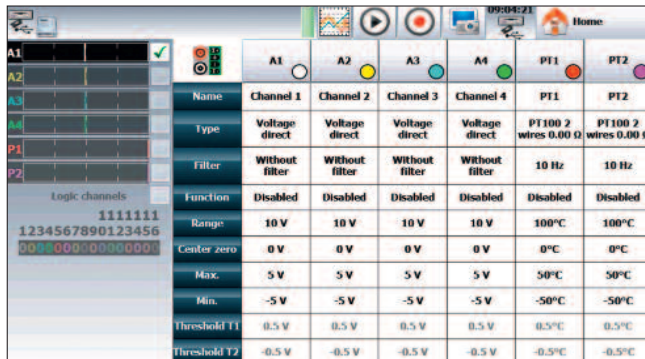 09:04:21
Home
A1
A2
A3
A4
P1
P2
Logic channels
1111111
1234567890123456
0000000000000000
A1 A2 A3 A4 PT1 PT2
Name Channel 1 Channel 2 Channel 3 Channel 4 PT1 PT2
Type Voltage direct Voltage direct Voltage direct Voltage direct PT100 2 wires 0.00 Ω PT100 2 wires 0.00 Ω
Filter Without filter Without filter Without filter Without filter 10 Hz 10 Hz
Function Disabled Disabled Disabled Disabled Disabled Disabled
Range 10 V 10 V 10 V 10 V 100°C 100°C
Center zero 0 V 0 V 0 V 0 V 0°C 0°C
Max. 5 V 5 V 5 V 5 V 50°C 50°C
Min. -5 V -5 V -5 V -5 V -50°C -50°C
Threshold T1 0.5 V 0.5 V 0.5 V 0.5 V 0.5°C 0.5°C
Threshold T2 -0.5 V -0.5 V -0.5 V -0.5 V -0.5°C -0.5°C